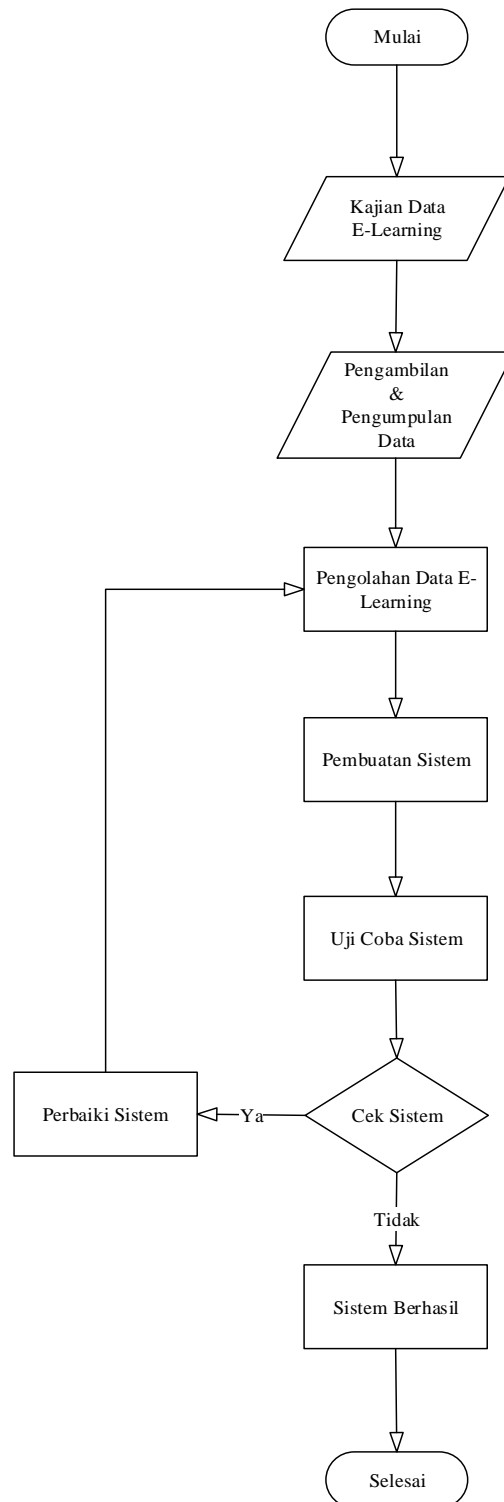 Mulai
Kajian Data
E-Learning
Pengambilan
&
Pengumpulan
Data
Pengolahan Data E-
Learning
Pembuatan Sistem
Uji Coba Sistem
Cek Sistem
Ya
Perbaiki Sistem
Tidak
Sistem Berhasil
Selesai